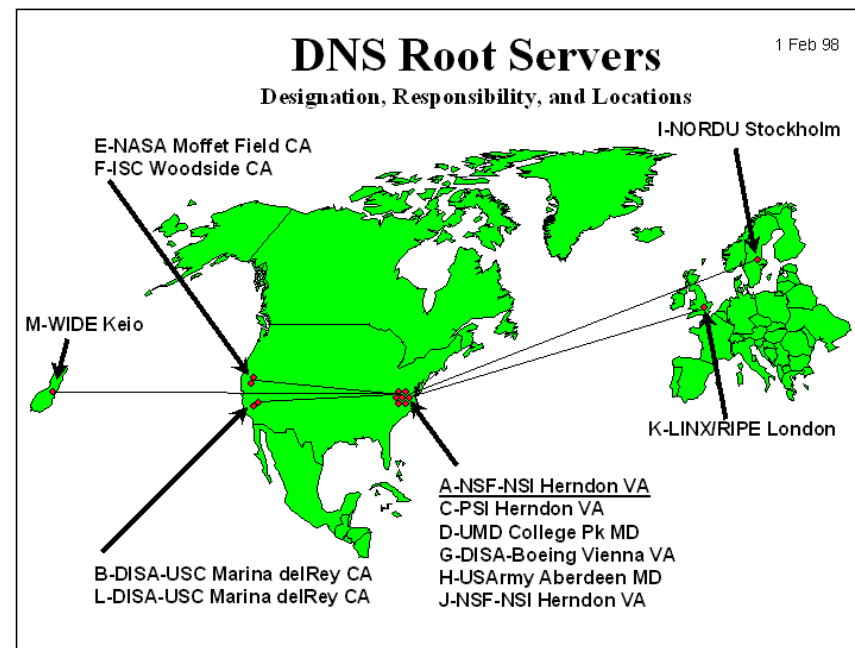 DNS Root Servers
1 Feb 98
Designation, Responsibility, and Locations
I-NORDU Stockholm
E-NASA Moffet Field CA
F-ISC Woodside CA
M-WIDE Keio
K-LINX/RIPE London
A-NSF-NSI Herndon VA
C-PSI Herndon VA
D-UMD College Pk MD
G-DISA-Boeing Vienna VA
H-USArmy Aberdeen MD
J-NSF-NSI Herndon VA
B-DISA-USC Marina delRey CA
L-DISA-USC Marina delRey CA